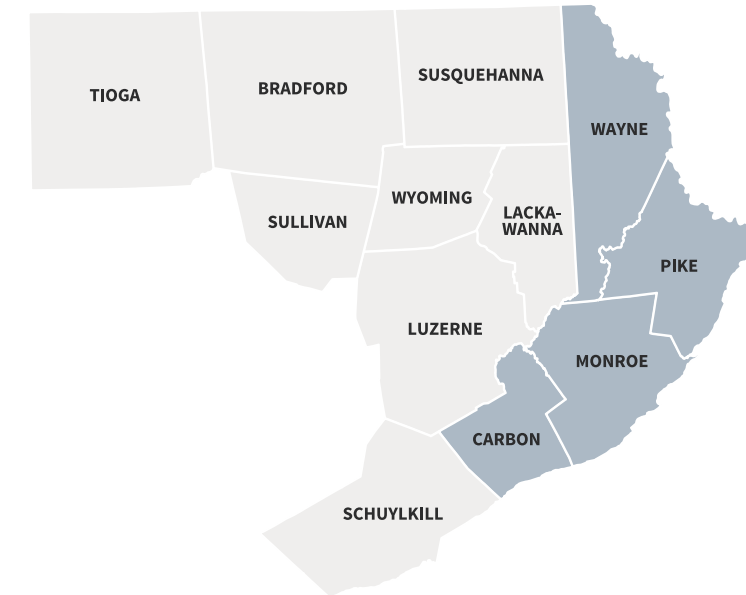 TIOGA
BRADFORD
SUSQUEHANNA
WAYNE
WYOMING
SULLIVAN
LACKA-
WANNA
PIKE
LUZERNE
MONROE
CARBON
SCHUYLKILL